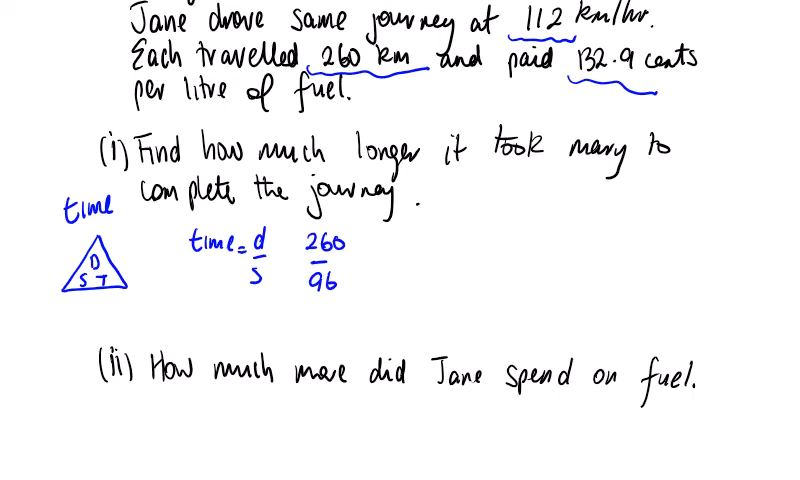 Jane drove same journey at 112 km/hr.
Each travelled 260 km and paid 132.9 cents
per litre of fuel.
(i) Find how much longer it took mary to
complete the journey.
time
D
S T
time = d/s 260/96
(ii) How much more did Jane spend on fuel.